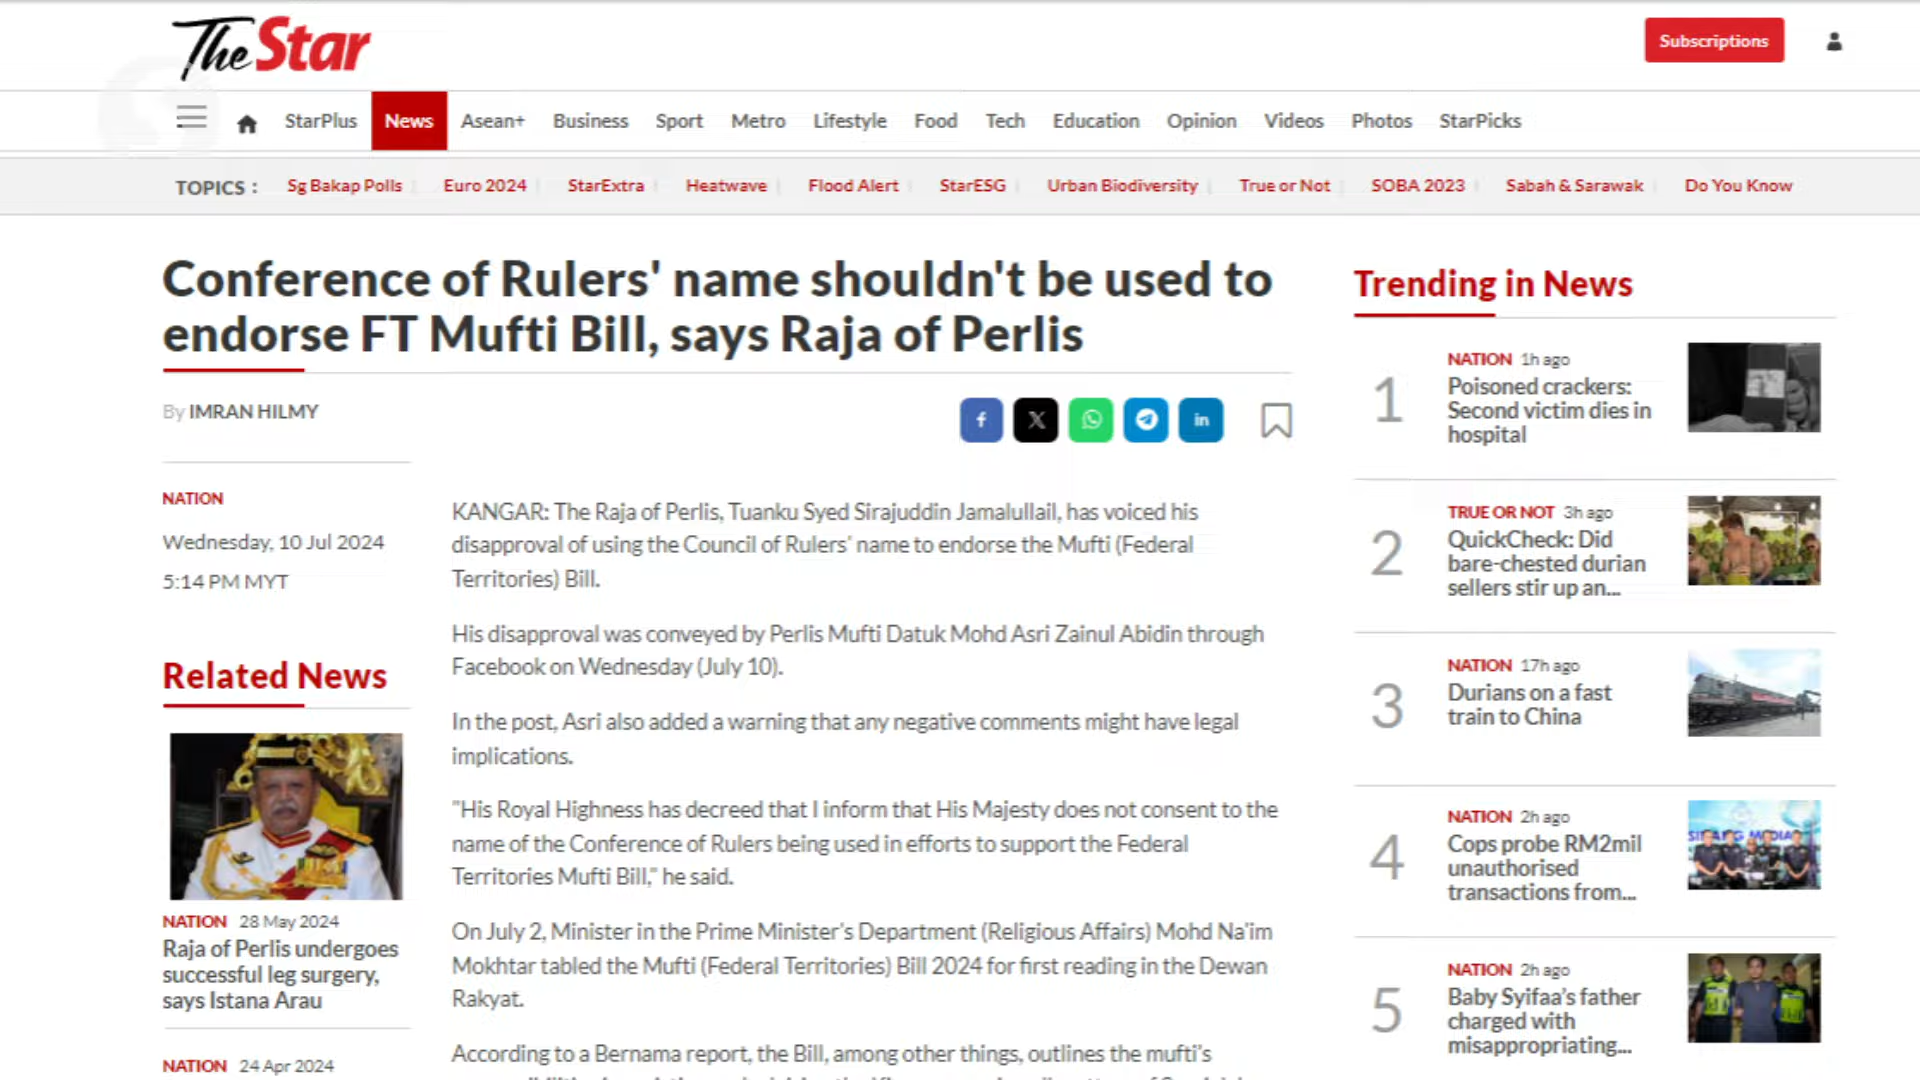 The Star
Subscriptions
StarPlus News Asean+ Business Sport Metro Lifestyle Food Tech Education Opinion Videos Photos StarPicks
TOPICS : Sg Bakap Polls Euro 2024 StarExtra Heatwave Flood Alert StarESG Urban Biodiversity True or Not SOBA 2023 Sabah & Sarawak Do You Know
Conference of Rulers' name shouldn't be used to
endorse FT Mufti Bill, says Raja of Perlis
By IMRAN HILMY
NATION
Wednesday, 10 Jul 2024
5:14 PM MYT
Related News
NATION 28 May 2024
Raja of Perlis undergoes
successful leg surgery,
says Istana Arau
NATION 24 Apr 2024
KANGAR: The Raja of Perlis, Tuanku Syed Sirajuddin Jamalullail, has voiced his
disapproval of using the Council of Rulers' name to endorse the Mufti (Federal
Territories) Bill.
His disapproval was conveyed by Perlis Mufti Datuk Mohd Asri Zainul Abidin through
Facebook on Wednesday (July 10).
In the post, Asri also added a warning that any negative comments might have legal
implications.
"His Royal Highness has decreed that I inform that His Majesty does not consent to the
name of the Conference of Rulers being used in efforts to support the Federal
Territories Mufti Bill," he said.
On July 2, Minister in the Prime Minister's Department (Religious Affairs) Mohd Na'im
Mokhtar tabled the Mufti (Federal Territories) Bill 2024 for first reading in the Dewan
Rakyat.
According to a Bernama report, the Bill, among other things, outlines the mufti's
Trending in News
1
NATION 1h ago
Poisoned crackers:
Second victim dies in
hospital
2
TRUE OR NOT 3h ago
QuickCheck: Did
bare-chested durian
sellers stir up an...
3
NATION 17h ago
Durians on a fast
train to China
4
NATION 2h ago
Cops probe RM2mil
unauthorised
transactions from...
5
NATION 2h ago
Baby Syifaa's father
charged with
misappropriating...